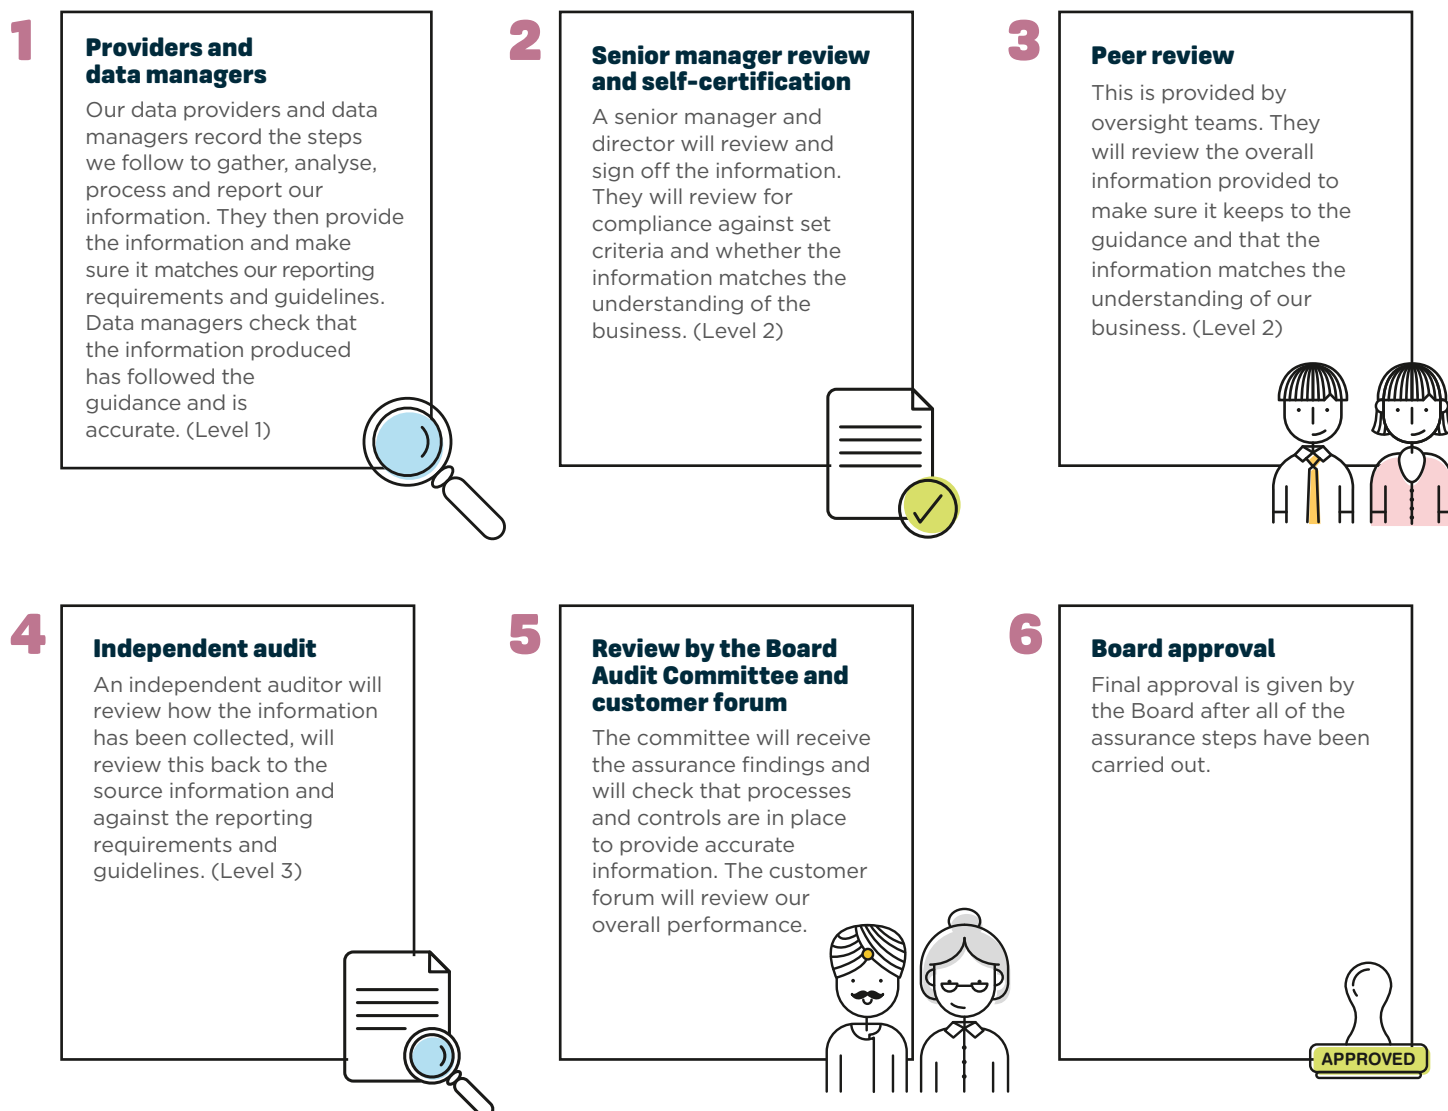 1
Providers and
data managers
Our data providers and data
managers record the steps
we follow to gather, analyse,
process and report our
information. They then provide
the information and make
sure it matches our reporting
requirements and guidelines.
Data managers check that
the information produced
has followed the
guidance and is
accurate. (Level 1)
2
Senior manager review
and self-certification
A senior manager and
director will review and
sign off the information.
They will review for
compliance against set
criteria and whether the
information matches the
understanding of the
business. (Level 2)
3
Peer review
This is provided by
oversight teams. They
will review the overall
information provided to
make sure it keeps to the
guidance and that the
information matches the
understanding of our
business. (Level 2)
4
Independent audit
An independent auditor will
review how the information
has been collected, will
review this back to the
source information and
against the reporting
requirements and
guidelines. (Level 3)
5
Review by the Board
Audit Committee and
customer forum
The committee will receive
the assurance findings and
will check that processes
and controls are in place
to provide accurate
information. The customer
forum will review our
overall performance.
6
Board approval
Final approval is given by
the Board after all of the
assurance steps have been
carried out.
APPROVED